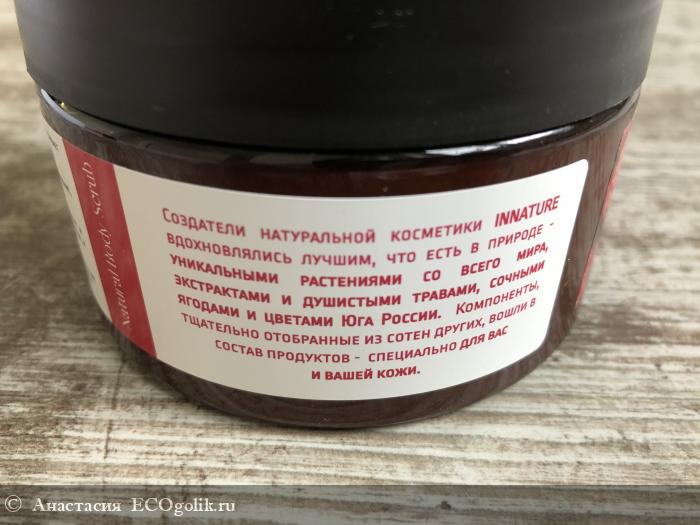 Natural Body Scrub
Создатели натуральной косметики INNATURE
вдохновлялись лучшим, что есть в природе -
уникальными растениями со всего мира,
экстрактами и душистыми травами, сочными
ягодами и цветами Юга России. Компоненты,
тщательно отобранные из сотен других, вошли в
состав продуктов - специально для вас
и вашей кожи.
© Анастасия ECOgolik.ru